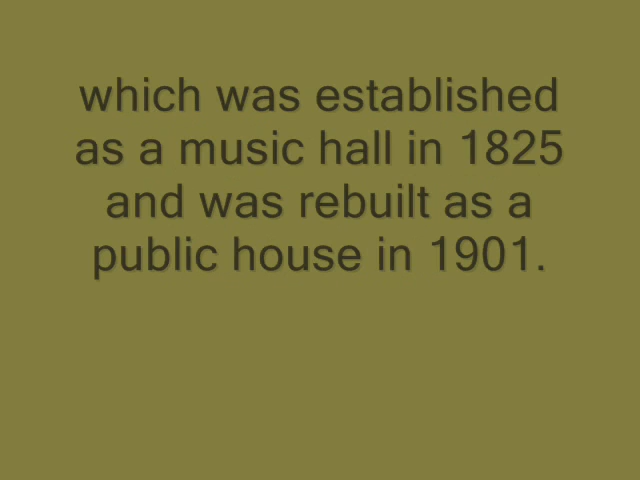 which was established
as a music hall in 1825
and was rebuilt as a
public house in 1901.